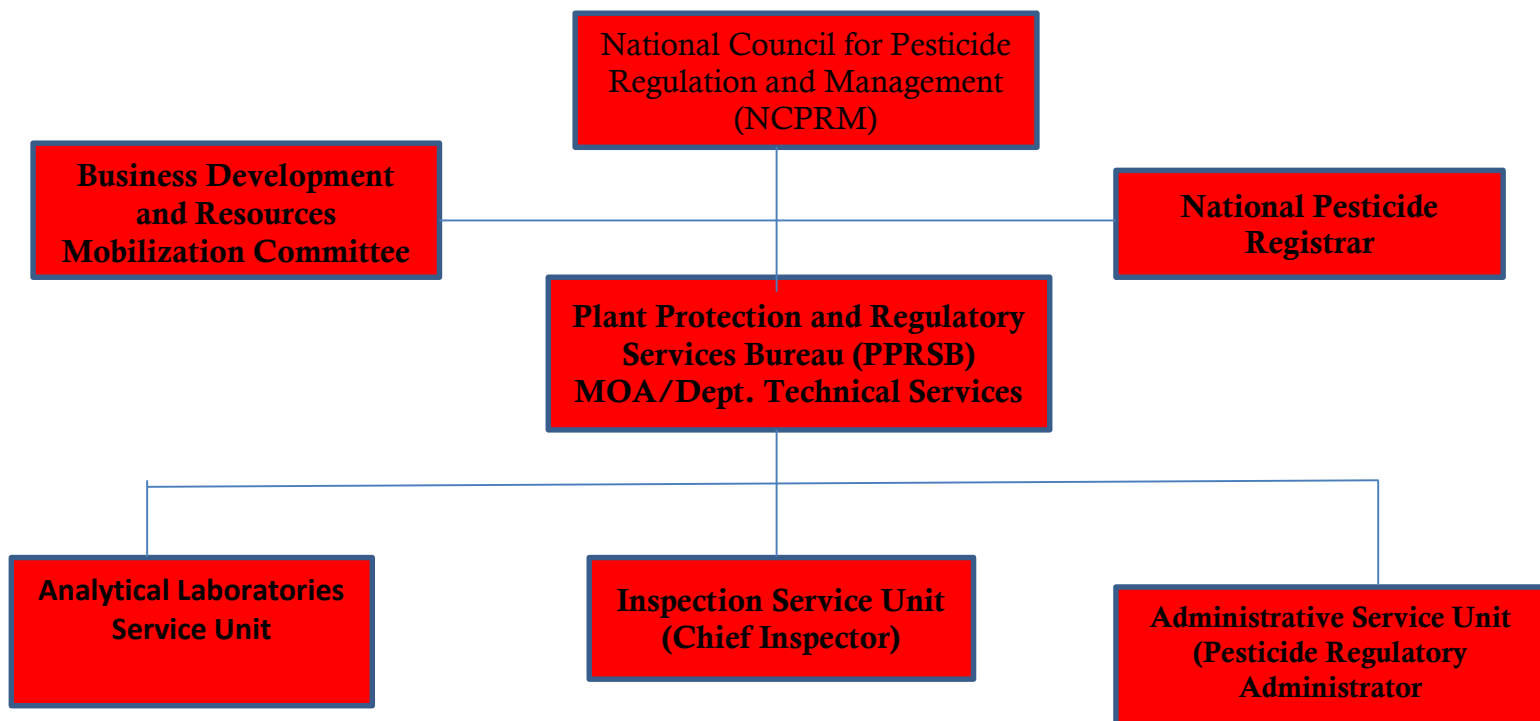 National Council for Pesticide
Regulation and Management
(NCPRM)
Business Development
and Resources
Mobilization Committee
National Pesticide
Registrar
Plant Protection and Regulatory
Services Bureau (PPRSB)
MOA/Dept. Technical Services
Analytical Laboratories
Service Unit
Inspection Service Unit
(Chief Inspector)
Administrative Service Unit
(Pesticide Regulatory
Administrator